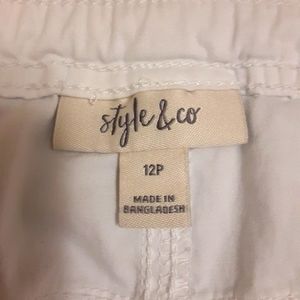 style & co
12P
MADE IN
BANGLADESH